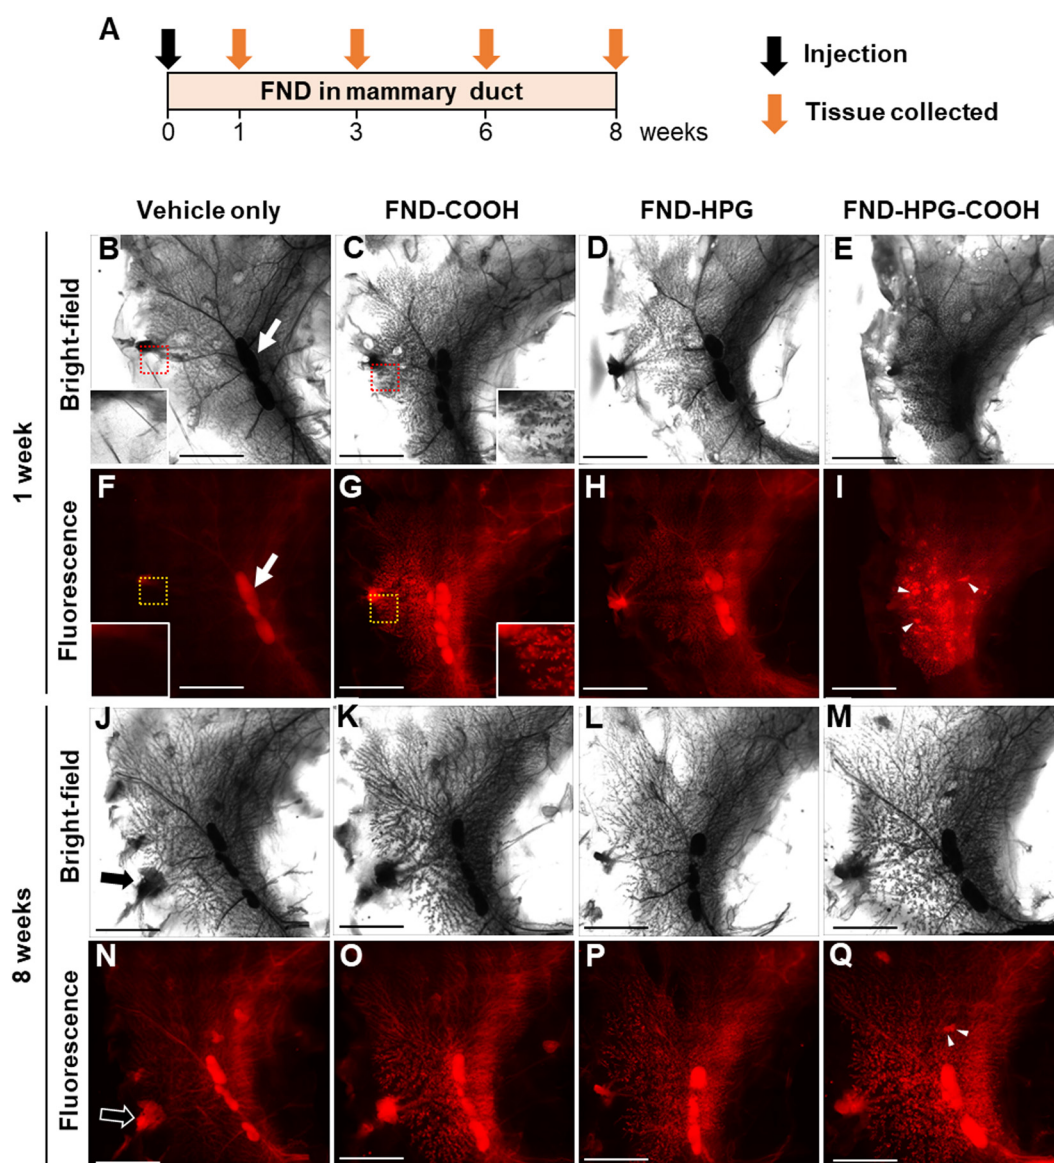 A
Injection
FND in mammary duct
Tissue collected
0 1 3 6 8 weeks
Vehicle only FND-COOH FND-HPG FND-HPG-COOH
1 week
Bright-field
B C D E
Fluorescence
F G H I
8 weeks
Bright-field
J K L M
Fluorescence
N O P Q